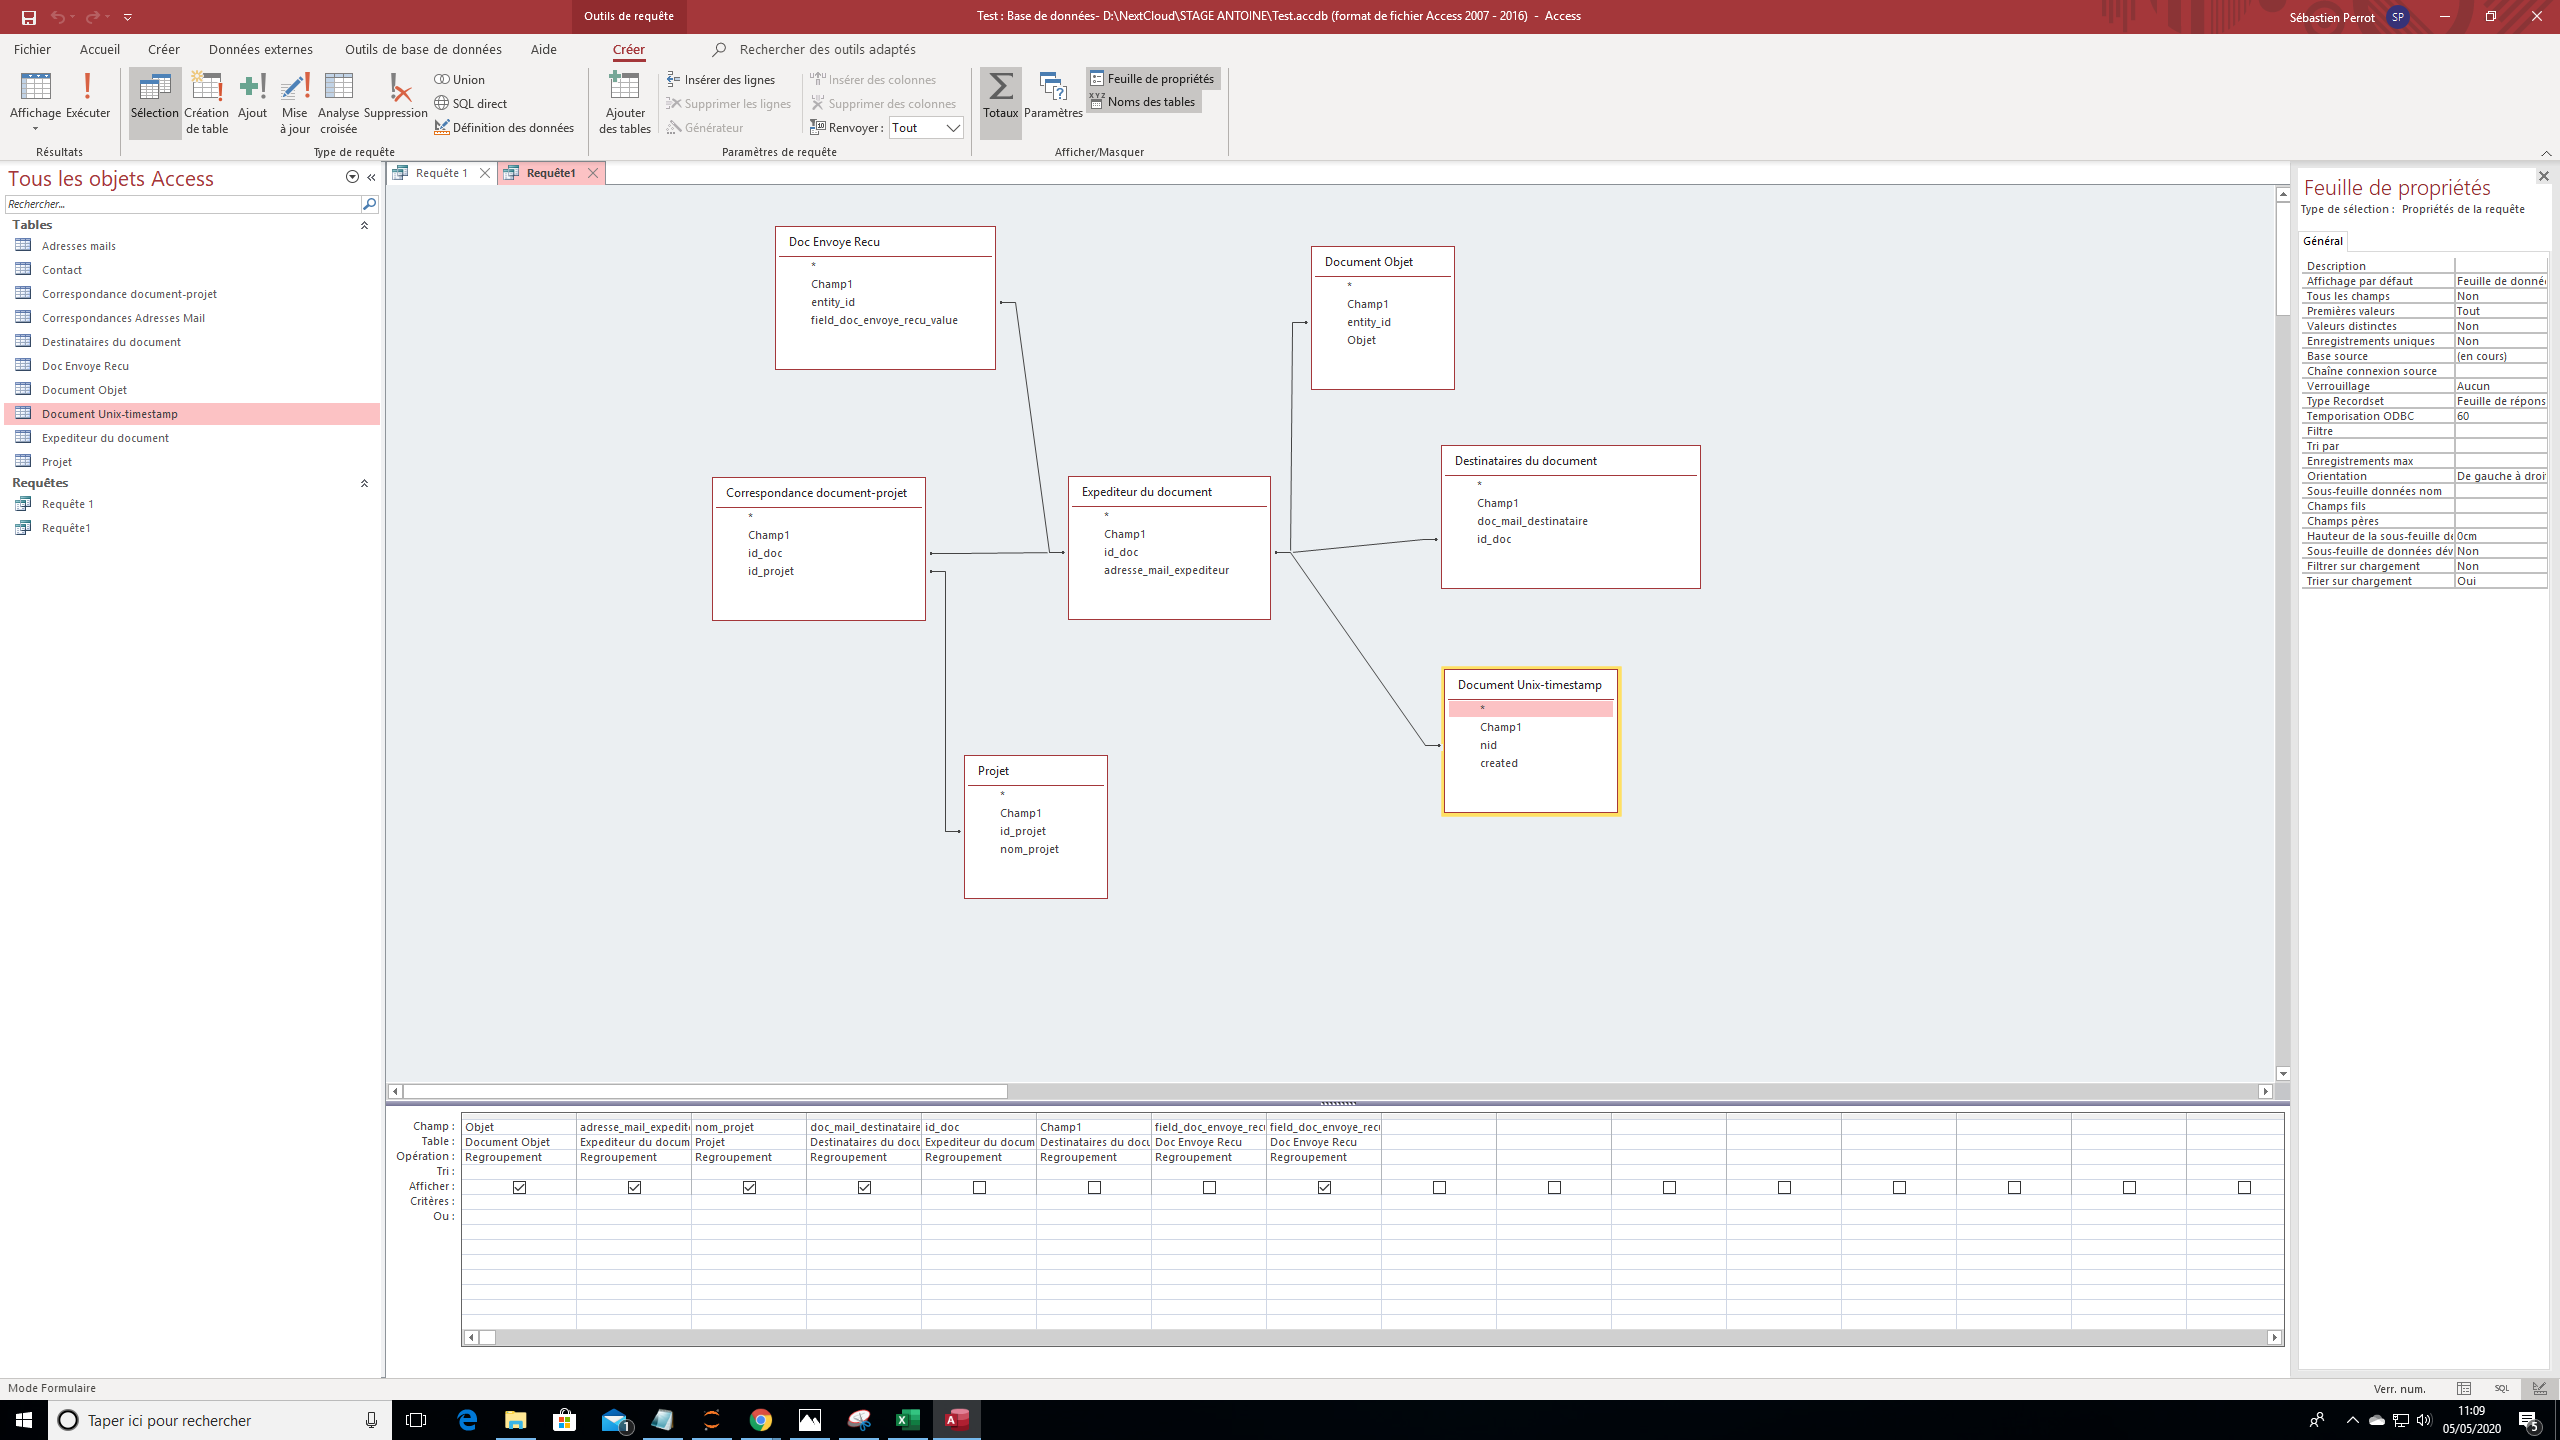 Outils de requête
Test : Base de données- D:\NextCloud\STAGE ANTOINE\Test.accdb (format de fichier Access 2007 - 2016)  -  Access
Sébastien Perrot
SP
Fichier Accueil Créer Données externes Outils de base de données Aide Créer Rechercher des outils adaptés
Affichage
Exécuter
Résultats
Sélection
Création de table
Ajout
Mise à jour
Analyse croisée
Suppression
Union
SQL direct
Définition des données
Type de requête
Ajouter des tables
Insérer des lignes
Supprimer les lignes
Générateur
Insérer des colonnes
Supprimer des colonnes
Renvoyer : Tout
Paramètres de requête
Totaux
Paramètres
Feuille de propriétés
Noms des tables
Afficher/Masquer
Tous les objets Access
Rechercher...
Tables
Adresses mails
Contact
Correspondance document-projet
Correspondances Adresses Mail
Destinataires du document
Doc Envoye Recu
Document Objet
Document Unix-timestamp
Expediteur du document
Projet
Requêtes
Requête 1
Requête1
Requête 1
Requête1
Doc Envoye Recu
*
Champ1
entity_id
field_doc_envoye_recu_value
Document Objet
*
Champ1
entity_id
Objet
Correspondance document-projet
*
Champ1
id_doc
id_projet
Expediteur du document
*
Champ1
id_doc
adresse_mail_expediteur
Destinataires du document
*
Champ1
doc_mail_destinataire
id_doc
Document Unix-timestamp
*
Champ1
nid
created
Projet
*
Champ1
id_projet
nom_projet
Champ : Objet adresse_mail_expedite nom_projet doc_mail_destinataire id_doc Champ1 field_doc_envoye_recu field_doc_envoye_recu
Table : Document Objet Expediteur du docum Projet Destinataires du docu Expediteur du docum Destinataires du docu Doc Envoye Recu Doc Envoye Recu
Opération : Regroupement Regroupement Regroupement Regroupement Regroupement Regroupement Regroupement Regroupement
Tri :
Afficher :
Critères :
Ou :
Feuille de propriétés
Type de sélection : Propriétés de la requête
Général
Description
Affichage par défaut Feuille de donnée
Tous les champs Non
Premières valeurs Tout
Valeurs distinctes Non
Enregistrements uniques Non
Base source (en cours)
Chaîne connexion source
Verrouillage Aucun
Type Recordset Feuille de répons
Temporisation ODBC 60
Filtre
Tri par
Enregistrements max
Orientation De gauche à droi
Sous-feuille données nom
Champs fils
Champs pères
Hauteur de la sous-feuille de 0cm
Sous-feuille de données dév Non
Filtrer sur chargement Non
Trier sur chargement Oui
Mode Formulaire
Verr. num.
SQL
Taper ici pour rechercher
1
11:09
05/05/2020
5